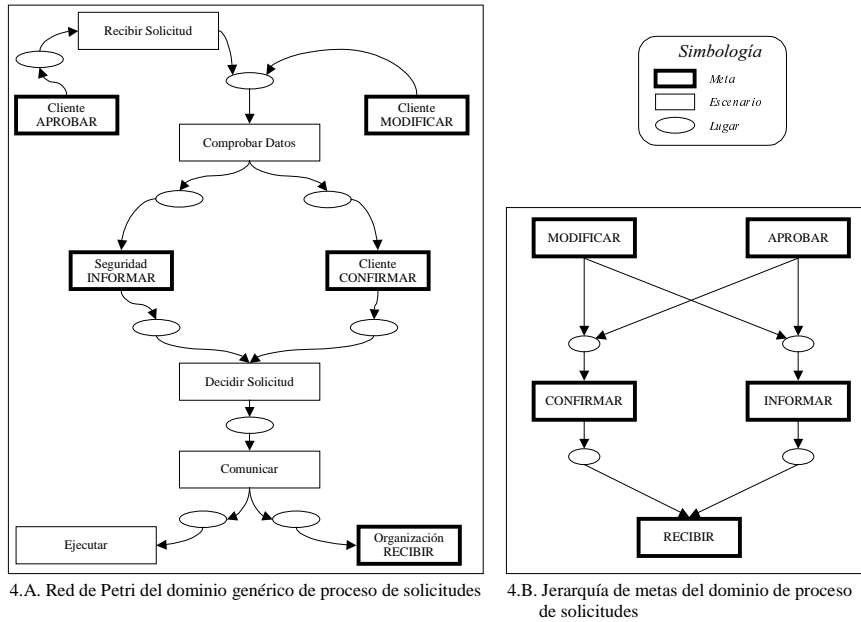 Recibir Solicitud
Cliente
APROBAR
Cliente
MODIFICAR
Comprobar Datos
Seguridad
INFORMAR
Cliente
CONFIRMAR
Decidir Solicitud
Comunicar
Ejecutar
Organización
RECIBIR
4.A. Red de Petri del dominio genérico de proceso de solicitudes
Simbología
Meta
Escenario
Lugar
MODIFICAR
APROBAR
CONFIRMAR
INFORMAR
RECIBIR
4.B. Jerarquía de metas del dominio de proceso
de solicitudes